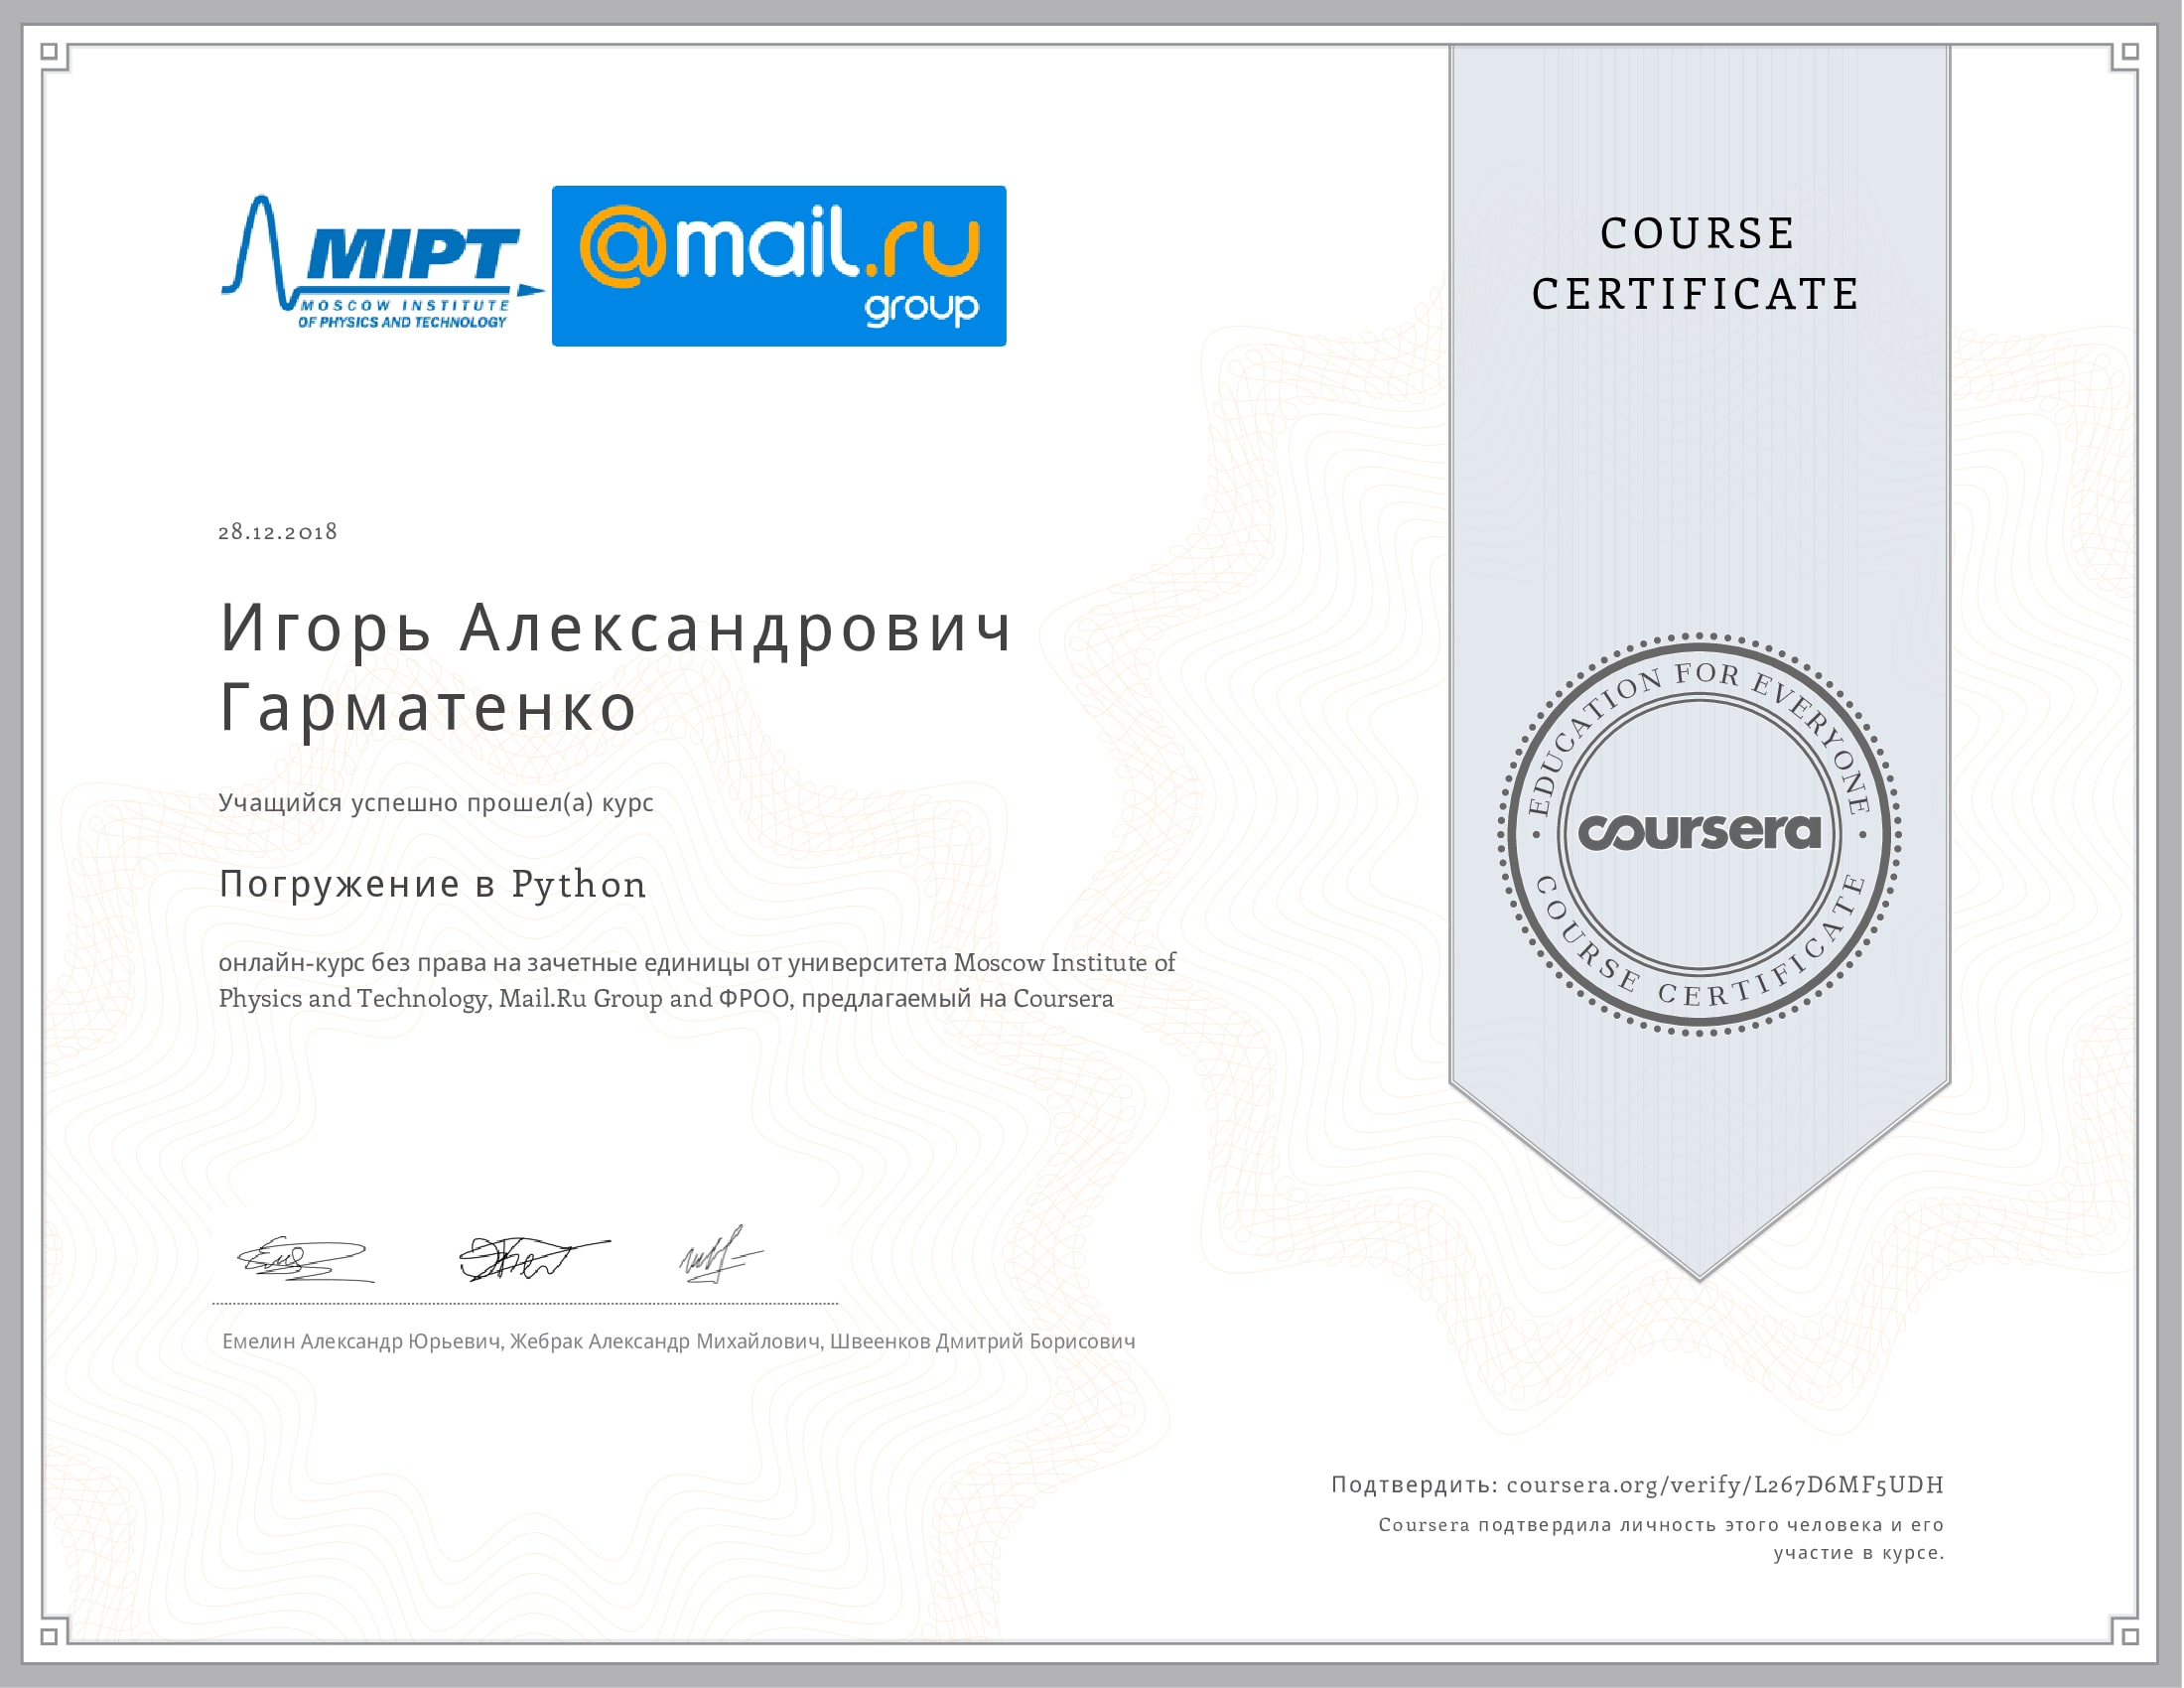 MIPT
MOSCOW INSTITUTE
OF PHYSICS AND TECHNOLOGY
@mail.ru
group
COURSE
CERTIFICATE
28.12.2018
Игорь Александрович
Гарматенко
Учащийся успешно прошел(а) курс
Погружение в Python
онлайн-курс без права на зачетные единицы от университета Moscow Institute of
Physics and Technology, Mail.Ru Group and ФРОО, предлагаемый на Coursera
EDUCATION FOR EVERYONE
coursera
COURSE CERTIFICATE
Емелин Александр Юрьевич, Жебрак Александр Михайлович, Швеенков Дмитрий Борисович
Подтвердить: coursera.org/verify/L267D6MF5UDH
Coursera подтвердила личность этого человека и его
участие в курсе.